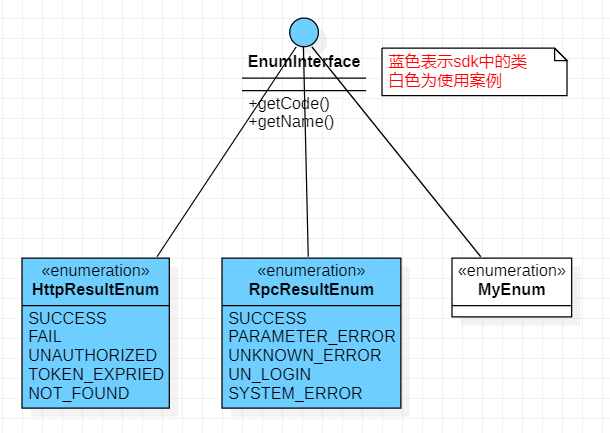 EnumInterface
+getCode()
+getName()
蓝色表示sdk中的类
白色为使用案例
«enumeration»
HttpResultEnum
SUCCESS
FAIL
UNAUTHORIZED
TOKEN_EXPRIED
NOT_FOUND
«enumeration»
RpcResultEnum
SUCCESS
PARAMETER_ERROR
UNKNOWN_ERROR
UN_LOGIN
SYSTEM_ERROR
«enumeration»
MyEnum